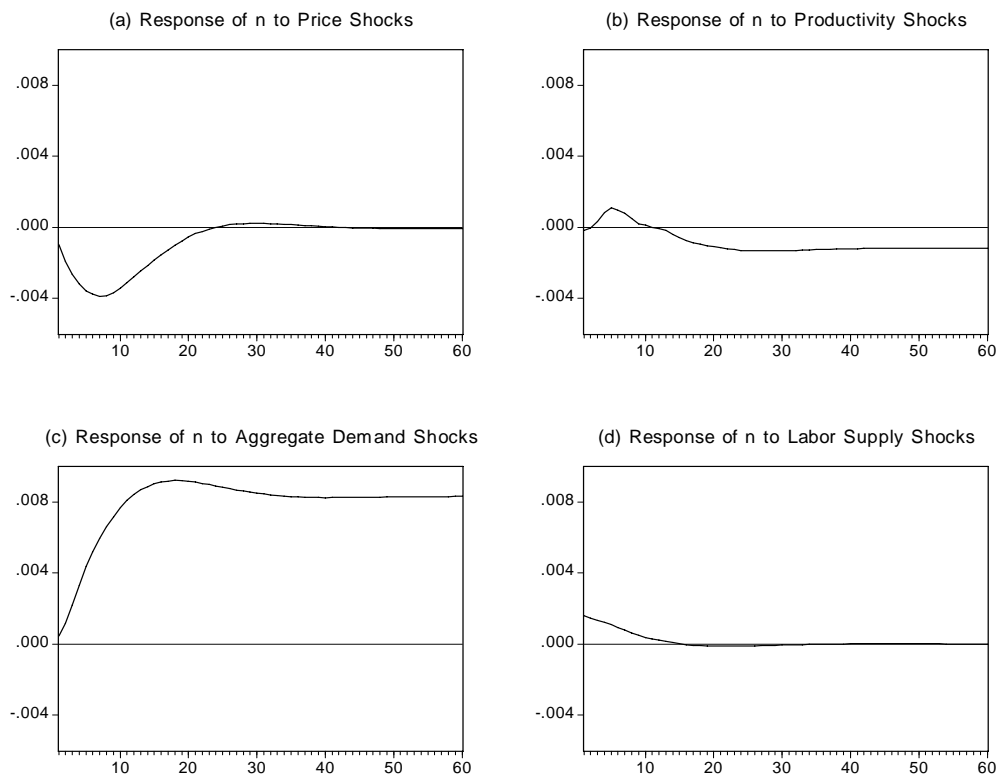 (a) Response of n to Price Shocks
.008
.004
.000
-.004
10 20 30 40 50 60
(b) Response of n to Productivity Shocks
.008
.004
.000
-.004
10 20 30 40 50 60
(c) Response of n to Aggregate Demand Shocks
.008
.004
.000
-.004
10 20 30 40 50 60
(d) Response of n to Labor Supply Shocks
.008
.004
.000
-.004
10 20 30 40 50 60